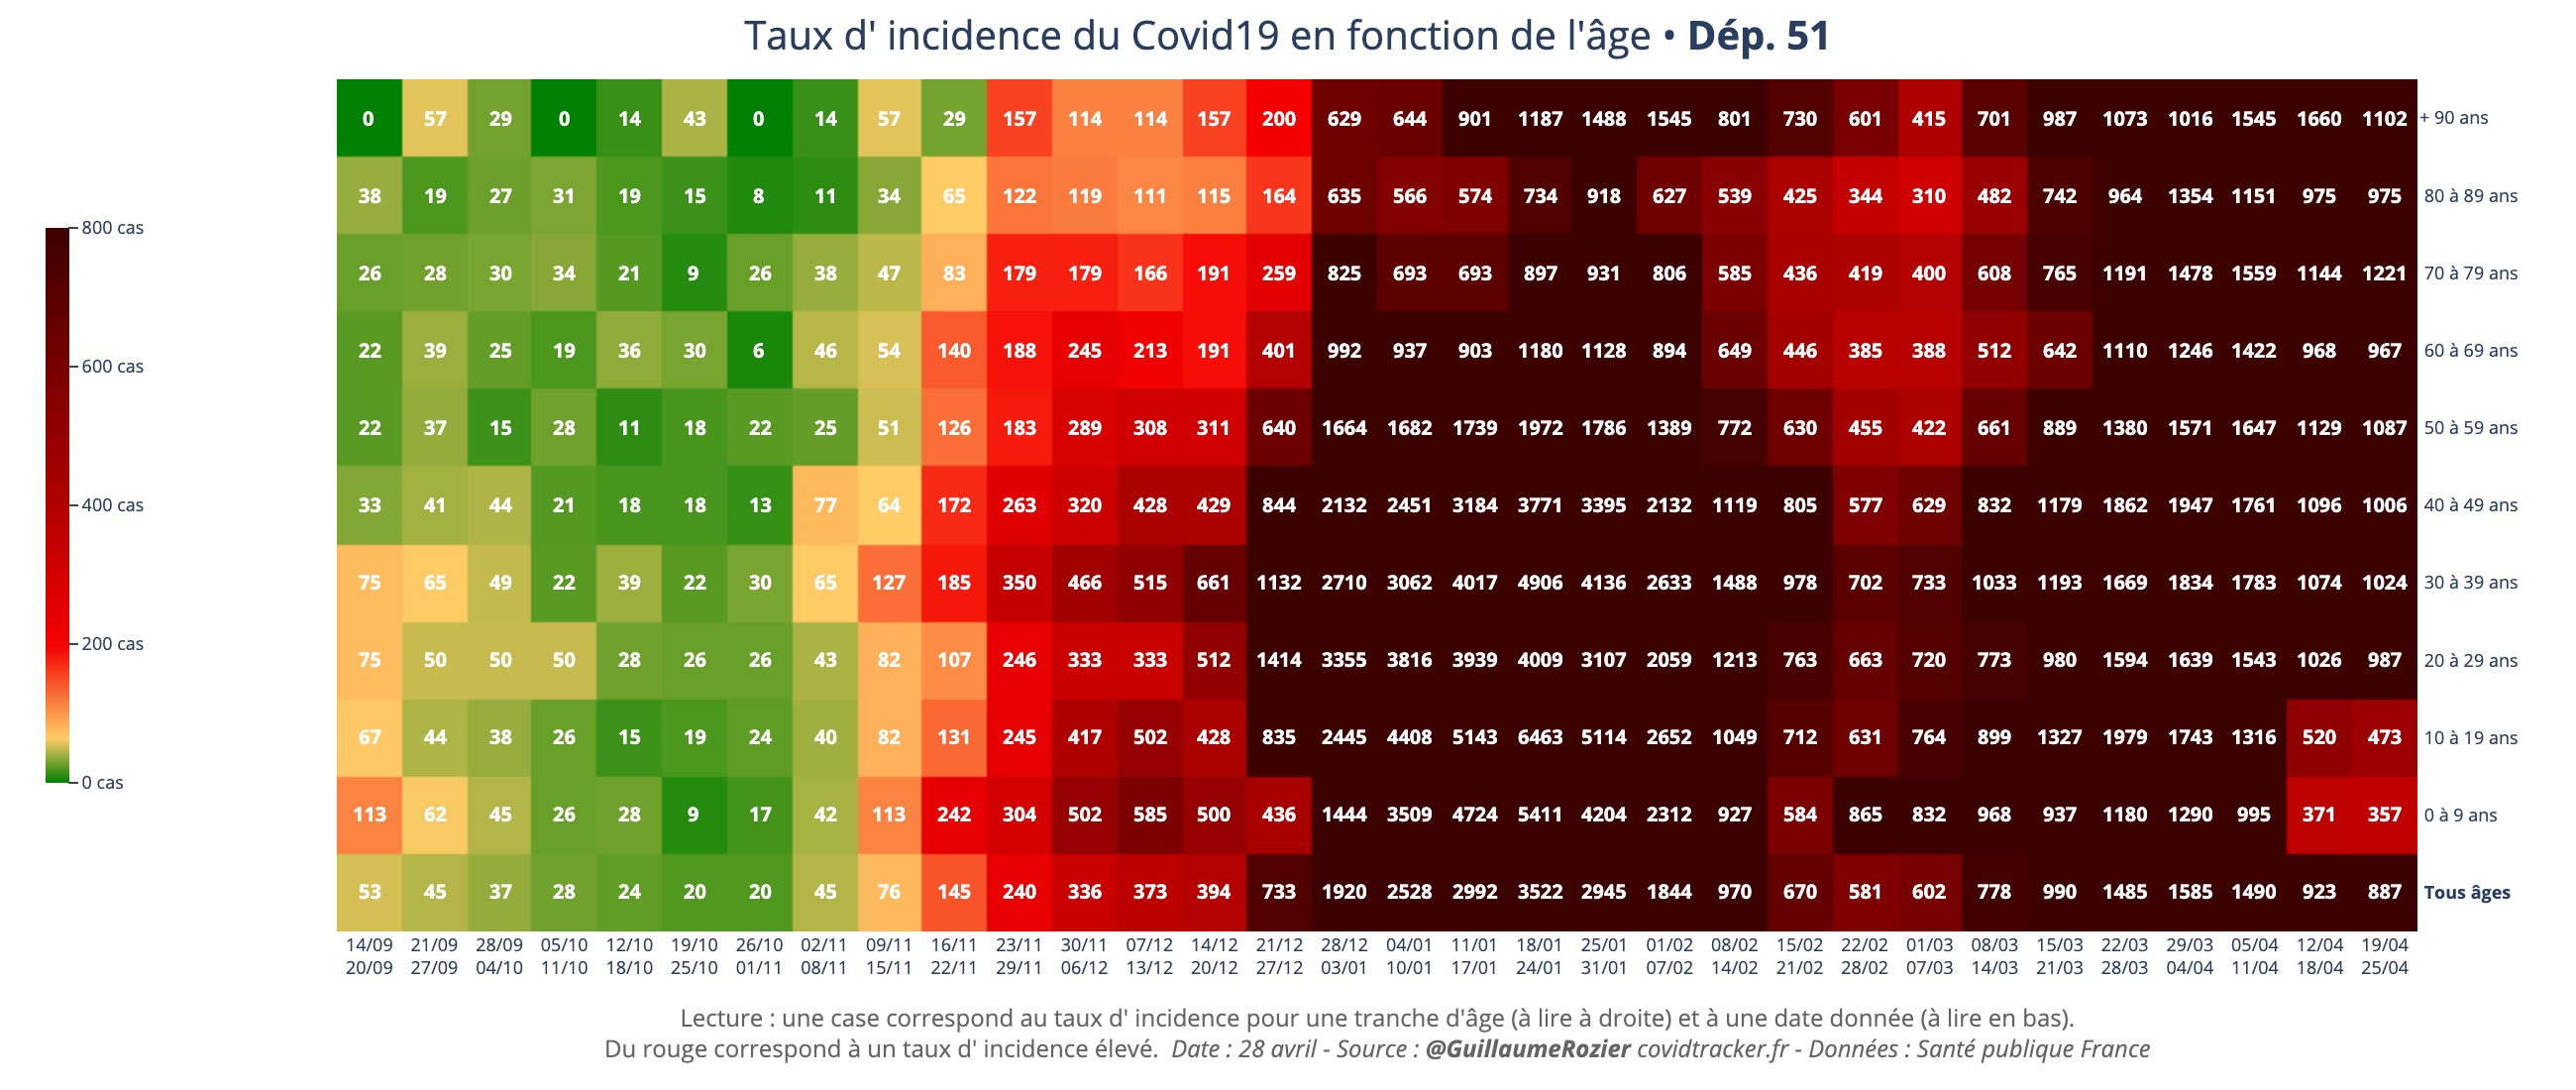 Taux d' incidence du Covid19 en fonction de l'âge • Dép. 51
800 cas
600 cas
400 cas
200 cas
0 cas
0 57 29 0 14 43 0 14 57 29 157 114 114 157 200 629 644 901 1187 1488 1545 801 730 601 415 701 987 1073 1016 1545 1660 1102 + 90 ans
38 19 27 31 19 15 8 11 34 65 122 119 111 115 164 635 566 574 734 918 627 539 425 344 310 482 742 964 1354 1151 975 975 80 à 89 ans
26 28 30 34 21 9 26 38 47 83 179 179 166 191 259 825 693 693 897 931 806 585 436 419 400 608 765 1191 1478 1559 1144 1221 70 à 79 ans
22 39 25 19 36 30 6 46 54 140 188 245 213 191 401 992 937 903 1180 1128 894 649 446 385 388 512 642 1110 1246 1422 968 967 60 à 69 ans
22 37 15 28 11 18 22 25 51 126 183 289 308 311 640 1664 1682 1739 1972 1786 1389 772 630 455 422 661 889 1380 1571 1647 1129 1087 50 à 59 ans
33 41 44 21 18 18 13 77 64 172 263 320 428 429 844 2132 2451 3184 3771 3395 2132 1119 805 577 629 832 1179 1862 1947 1761 1096 1006 40 à 49 ans
75 65 49 22 39 22 30 65 127 185 350 466 515 661 1132 2710 3062 4017 4906 4136 2633 1488 978 702 733 1033 1193 1669 1834 1783 1074 1024 30 à 39 ans
75 50 50 50 28 26 26 43 82 107 246 333 333 512 1414 3355 3816 3939 4009 3107 2059 1213 763 663 720 773 980 1594 1639 1543 1026 987 20 à 29 ans
67 44 38 26 15 19 24 40 82 131 245 417 502 428 835 2445 4408 5143 6463 5114 2652 1049 712 631 764 899 1327 1979 1743 1316 520 473 10 à 19 ans
113 62 45 26 28 9 17 42 113 242 304 502 585 500 436 1444 3509 4724 5411 4204 2312 927 584 865 832 968 937 1180 1290 995 371 357 0 à 9 ans
53 45 37 28 24 20 20 45 76 145 240 336 373 394 733 1920 2528 2992 3522 2945 1844 970 670 581 602 778 990 1485 1585 1490 923 887 Tous âges
14/09 21/09 28/09 05/10 12/10 19/10 26/10 02/11 09/11 16/11 23/11 30/11 07/12 14/12 21/12 28/12 04/01 11/01 18/01 25/01 01/02 08/02 15/02 22/02 01/03 08/03 15/03 22/03 29/03 05/04 12/04 19/04
20/09 27/09 04/10 11/10 18/10 25/10 01/11 08/11 15/11 22/11 29/11 06/12 13/12 20/12 27/12 03/01 10/01 17/01 24/01 31/01 07/02 14/02 21/02 28/02 07/03 14/03 21/03 28/03 04/04 11/04 18/04 25/04
Lecture : une case correspond au taux d' incidence pour une tranche d'âge (à lire à droite) et à une date donnée (à lire en bas).
Du rouge correspond à un taux d' incidence élevé. Date : 28 avril - Source : @GuillaumeRozier covidtracker.fr - Données : Santé publique France